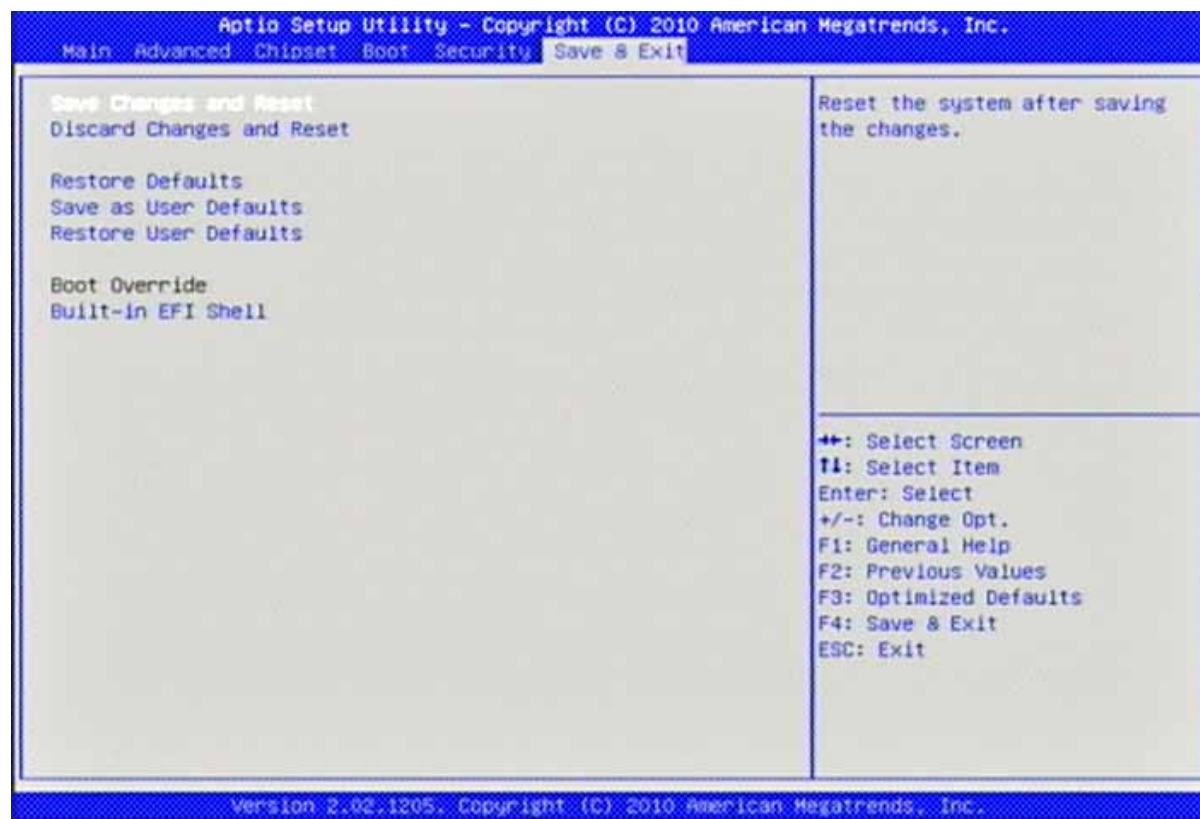 Aptio Setup Utility - Copyright (C) 2010 American Megatrends, Inc.
Main Advanced Chipset Boot Security Save & Exit
Save Changes and Reset
Discard Changes and Reset
Restore Defaults
Save as User Defaults
Restore User Defaults
Boot Override
Built-in EFI Shell
Reset the system after saving
the changes.
→←: Select Screen
↑↓: Select Item
Enter: Select
+/-: Change Opt.
F1: General Help
F2: Previous Values
F3: Optimized Defaults
F4: Save & Exit
ESC: Exit
Version 2.02.1205. Copyright (C) 2010 American Megatrends, Inc.